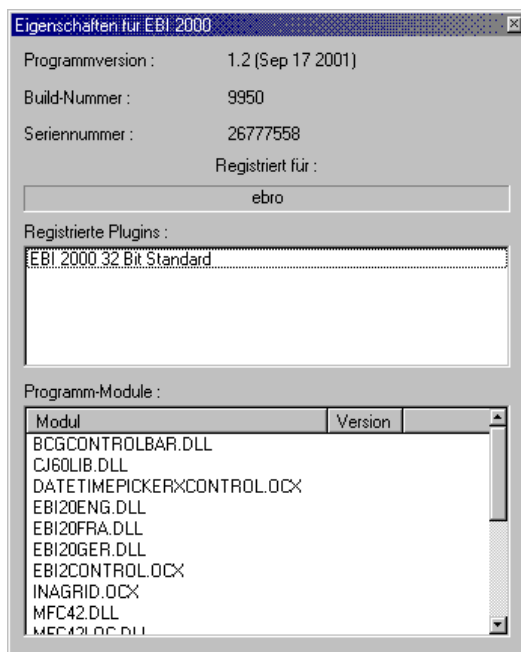 Eigenschaften für EBI 2000
Programmversion : 1.2 (Sep 17 2001)
Build-Nummer : 9950
Seriennummer : 26777558
Registriert für :
ebro
Registrierte Plugins :
EBI 2000 32 Bit Standard
Programm-Module :
Modul Version
BCGCONTROLBAR.DLL
CJ60LIB.DLL
DATETIMEPICKERXCONTROL.OCX
EBI20ENG.DLL
EBI20FRA.DLL
EBI20GER.DLL
EBI2CONTROL.OCX
INAGRID.OCX
MFC42.DLL
MFC42LOC.DLL